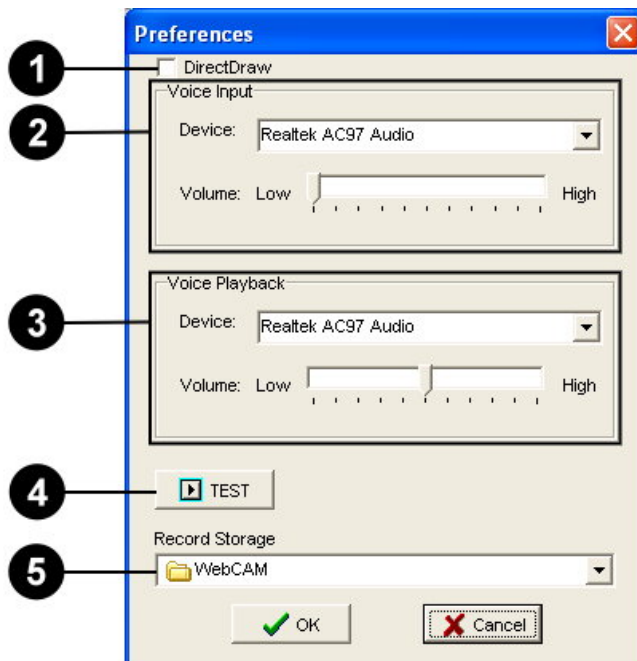 Preferences
1
DirectDraw
Voice Input
2
Device: Realtek AC97 Audio
Volume: Low High
Voice Playback
3
Device: Realtek AC97 Audio
Volume: Low High
4
TEST
Record Storage
5
WebCAM
OK Cancel